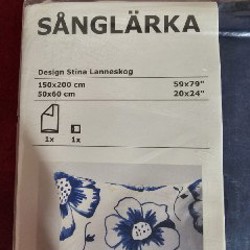 SÅNGLÄRKA
Design Stina Lanneskog
150x200 cm 59x79"
50x60 cm 20x24"
1x 1x